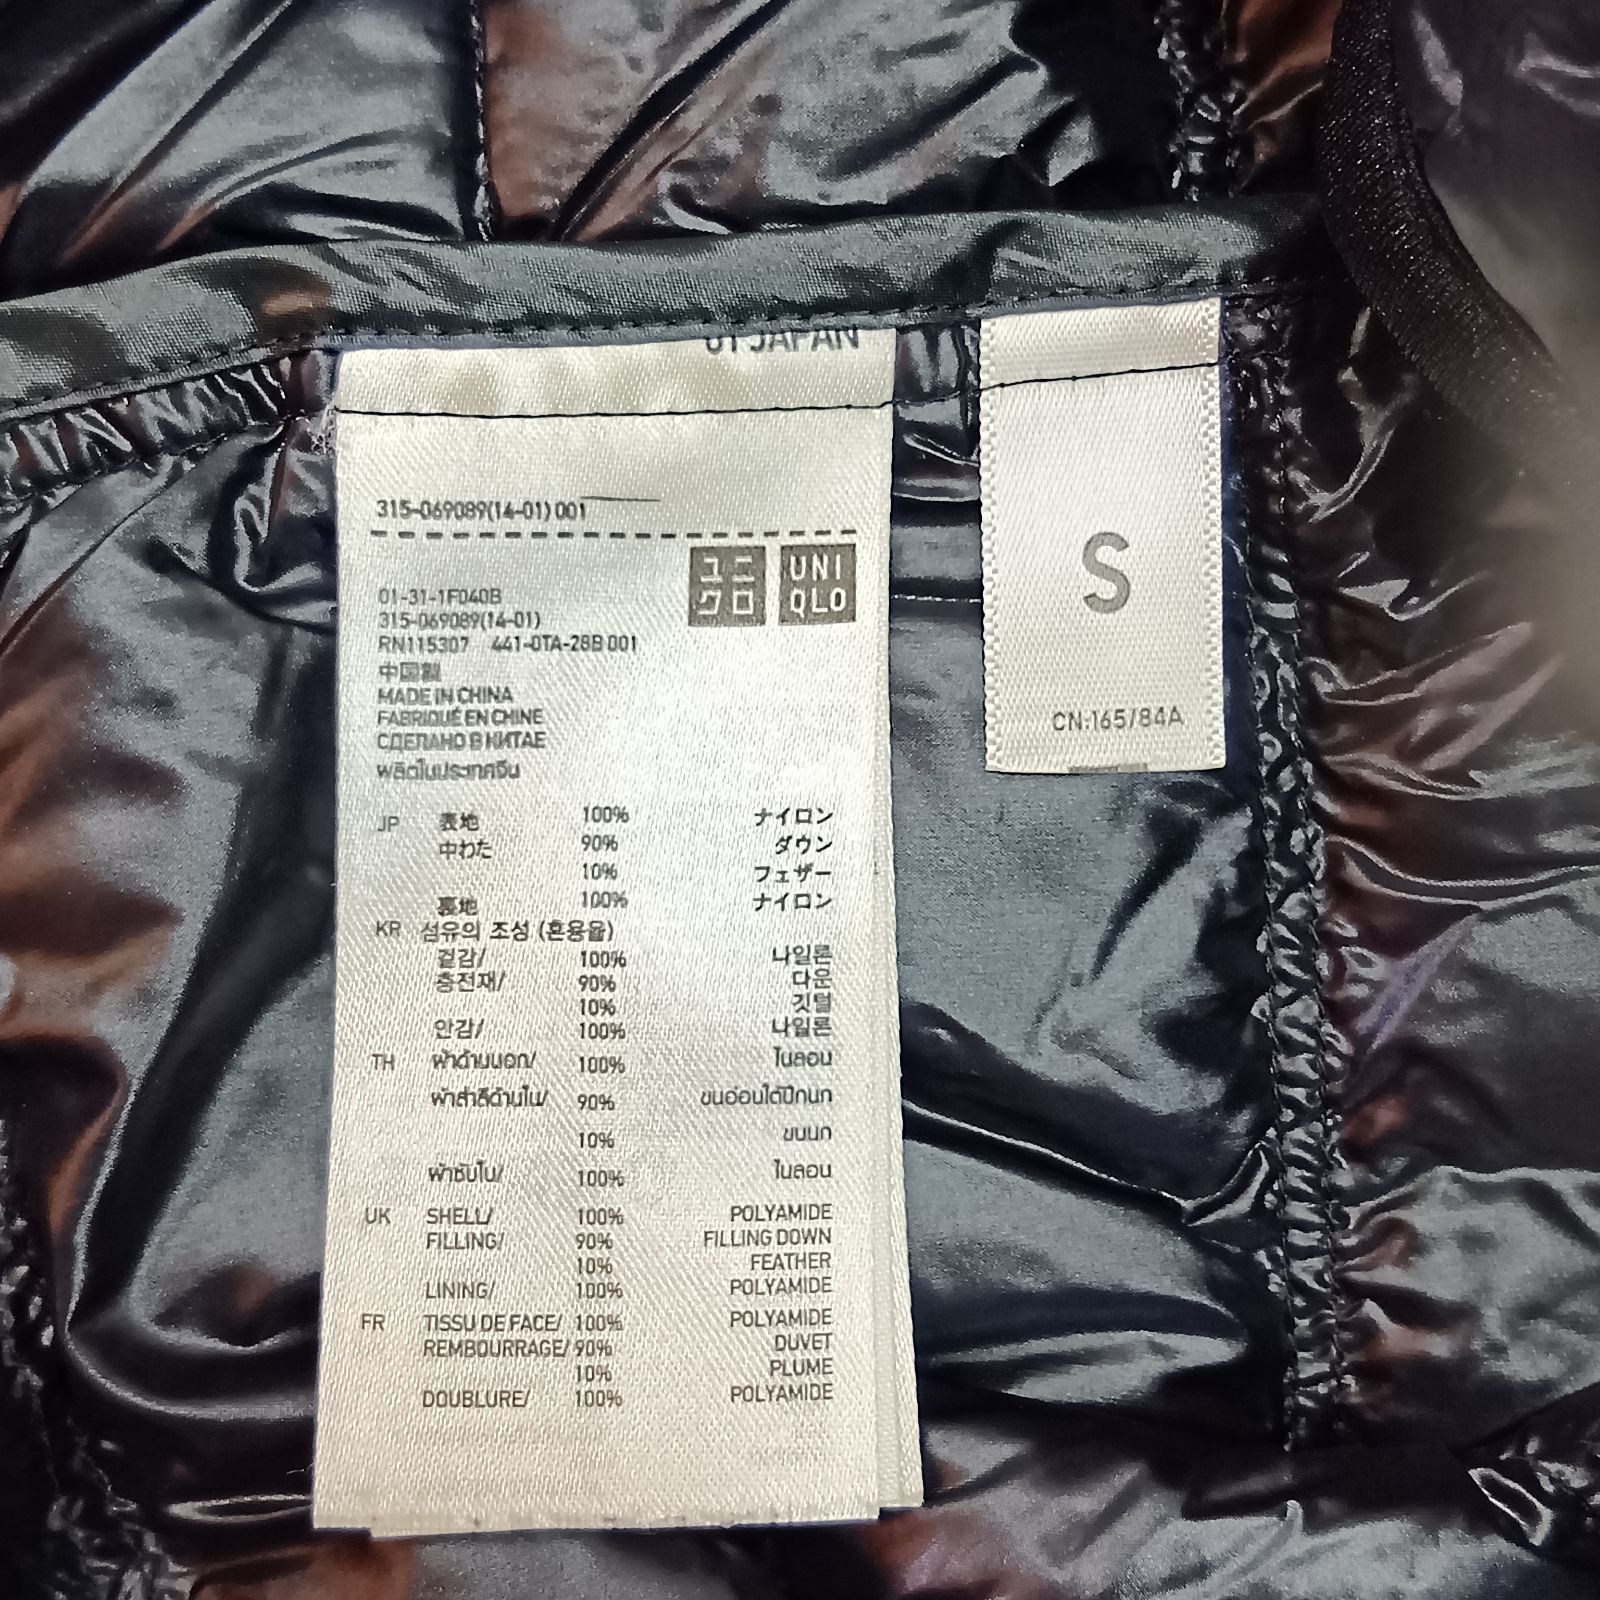 01 JAPAN
315-069089(14-01) 001
ユニ
クロ
UNI
QLO
01-31-1F040B
315-069089(14-01)
RN115307 441-0TA-28B 001
中国製
MADE IN CHINA
FABRIQUÉ EN CHINE
СДЕЛАНО В КИТАЕ
ผลิตในประเทศจีน
JP 表地 100% ナイロン
中わた 90% ダウン
10% フェザー
裏地 100% ナイロン
KR 섬유의 조성 (혼용율)
겉감/ 100% 나일론
충전재/ 90% 다운
10% 깃털
안감/ 100% 나일론
TH ผ้าด้านนอก/ 100% ไนลอน
ผ้าสำลีด้านใน/ 90% ขนอ่อนใต้ปีกนก
10% ขนนก
ผ้าซับใน/ 100% ไนลอน
UK SHELL/ 100% POLYAMIDE
FILLING/ 90% FILLING DOWN
10% FEATHER
LINING/ 100% POLYAMIDE
FR TISSU DE FACE/ 100% POLYAMIDE
REMBOURRAGE/ 90% DUVET
10% PLUME
DOUBLURE/ 100% POLYAMIDE
S
CN:165/84A